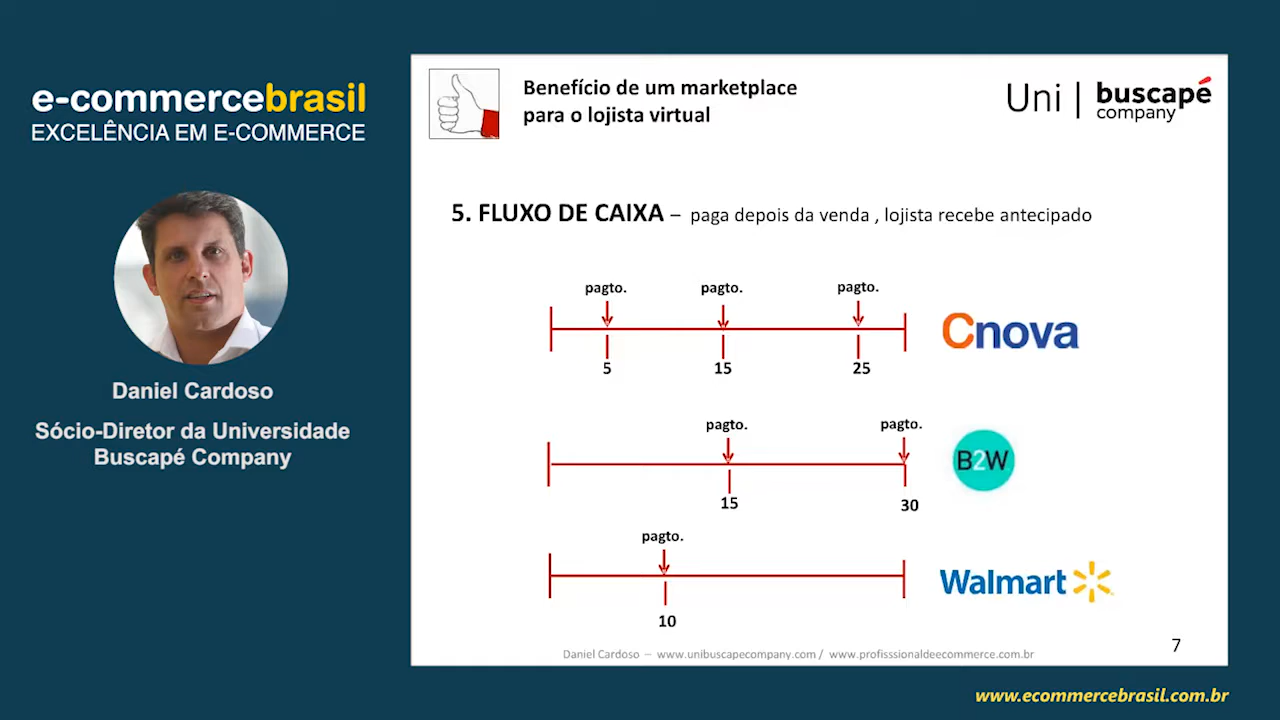 e-commercebrasil
EXCELÊNCIA EM E-COMMERCE
Daniel Cardoso
Sócio-Diretor da Universidade
Buscapé Company
Benefício de um marketplace
para o lojista virtual
Uni | buscapé
company
5. FLUXO DE CAIXA – paga depois da venda , lojista recebe antecipado
pagto. pagto. pagto.
5 15 25
Cnova
pagto. pagto.
15 30
B2W
pagto.
10
Walmart
Daniel Cardoso – www.unibuscapecompany.com / www.profisssionaldeecommerce.com.br
7
www.ecommercebrasil.com.br